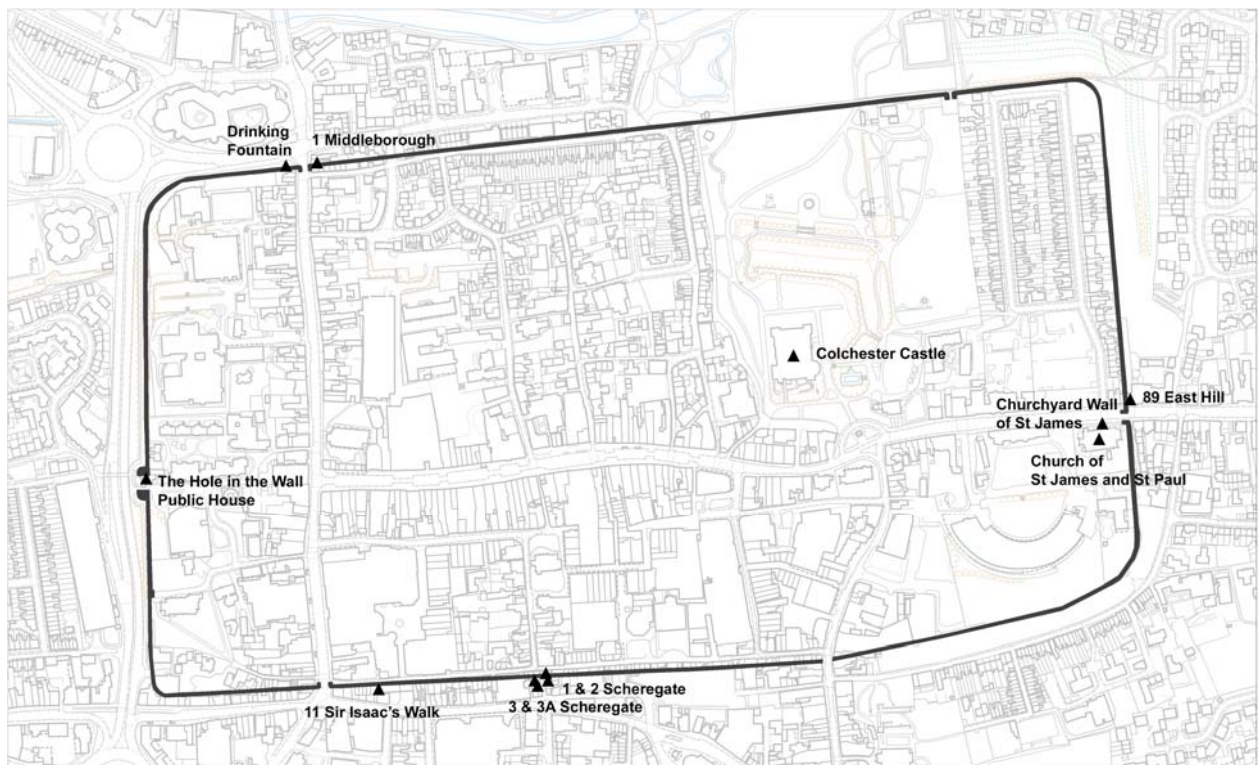 Drinking
Fountain
1 Middleborough
Colchester Castle
89 East Hill
Churchyard Wall
of St James
Church of
St James and St Paul
The Hole in the Wall
Public House
1 & 2 Scheregate
3 & 3A Scheregate
11 Sir Isaac's Walk